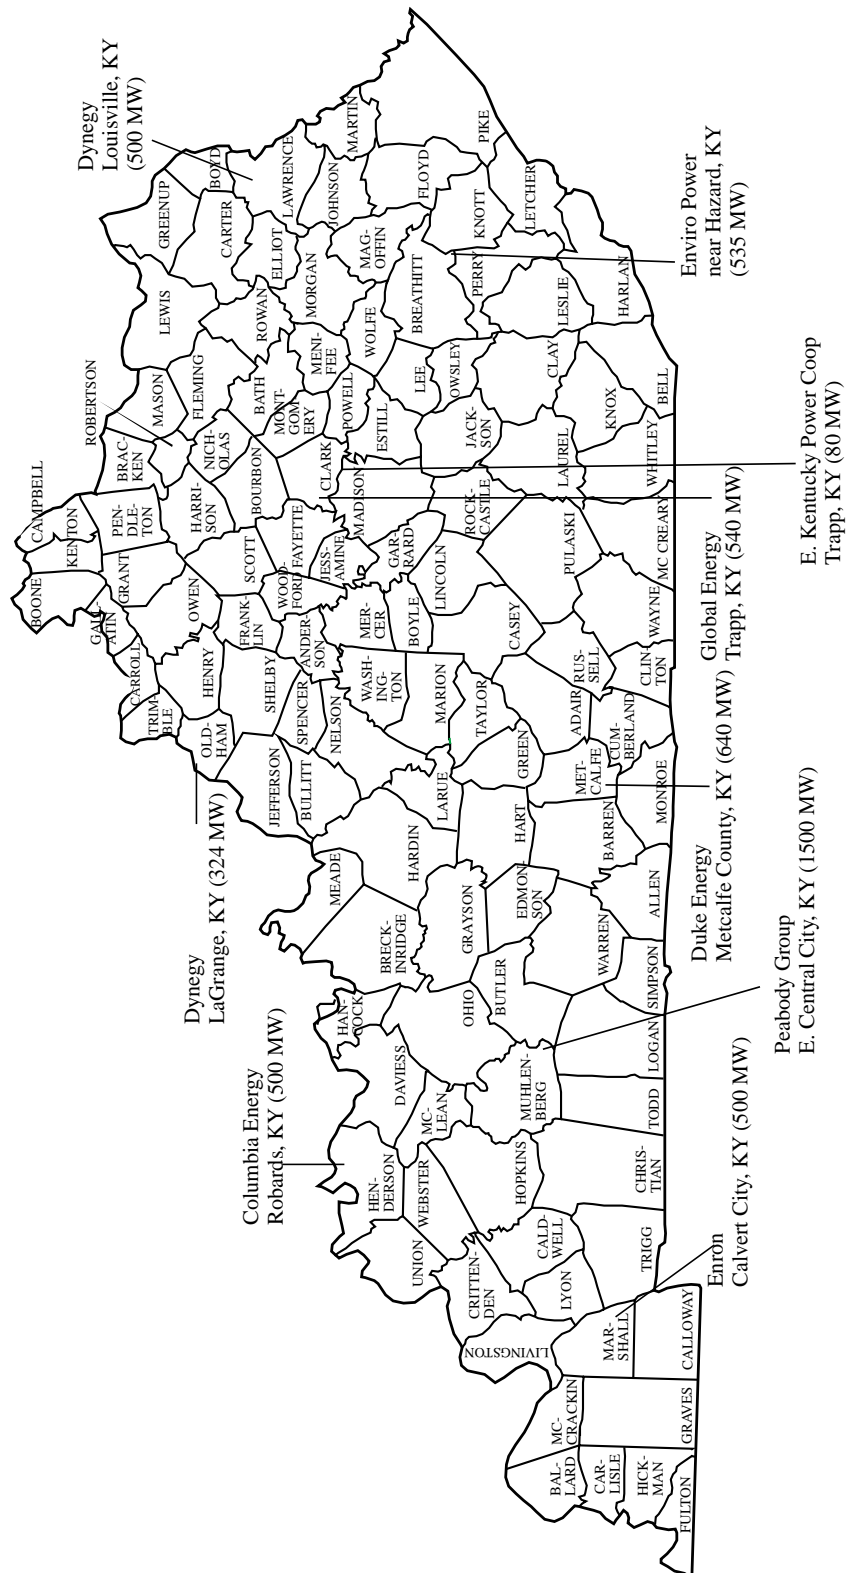 Dynegy
Louisville, KY
(500 MW)
Enviro Power
near Hazard, KY
(535 MW)
E. Kentucky Power Coop
Trapp, KY (80 MW)
Global Energy
Trapp, KY (540 MW)
Duke Energy
Metcalfe County, KY (640 MW)
Peabody Group
E. Central City, KY (1500 MW)
Enron
Calvert City, KY (500 MW)
Columbia Energy
Robards, KY (500 MW)
Dynegy
LaGrange, KY (324 MW)
ROBERTSON
CAMPBELL
KENTON
BOONE
GALL-
ATIN
GRANT
PEN-
DLE-
TON
BRAC-
KEN
MASON
LEWIS
GREENUP
BOYD
CARTER
LAWRENCE
MARTIN
PIKE
FLOYD
JOHNSON
ELLIOT
ROWAN
FLEMING
NICH-
OLAS
HARRI-
SON
OWEN
CARROLL
TRIM-
BLE
HENRY
OLD-
HAM
SHELBY
FRANK-
LIN
SCOTT
BOURBON
BATH
MONT-
GOM
ERY
MENI-
FEE
MORGAN
MAG-
OFFIN
KNOTT
LETCHER
PERRY
BREATHITT
WOLFE
POWELL
CLARK
FAYETTE
WOOD-
FORD
JESS-
AMINE
ANDER-
SON
SPENCER
JEFFERSON
BULLITT
NELSON
WASH-
ING-
TON
MER-
CER
BOYLE
GAR-
RARD
MADISON
ESTILL
LEE
OWSLEY
LESLIE
HARLAN
CLAY
JACK-
SON
ROCK-
CASTLE
LINCOLN
CASEY
MARION
TAYLOR
LARUE
HARDIN
MEADE
BRECK-
INRIDGE
GRAYSON
HART
GREEN
ADAIR
RUS-
SELL
PULASKI
LAUREL
KNOX
BELL
WHITLEY
MC CREARY
WAYNE
CLIN-
TON
CUM-
BERLAND
MET-
CALFE
MONROE
BARREN
ALLEN
EDMON-
SON
WARREN
SIMPSON
BUTLER
OHIO
HAN-
COCK
DAVIESS
MC-
LEAN
MUHLEN-
BERG
LOGAN
TODD
CHRIS-
TIAN
HOPKINS
WEBSTER
HEN-
DERSON
UNION
CRITTEN-
DEN
CALD-
WELL
TRIGG
LYON
LIVINGSTON
MAR-
SHALL
CALLOWAY
GRAVES
MC-
CRACKIN
BAL-
LARD
CAR-
LISLE
HICK-
MAN
FULTON